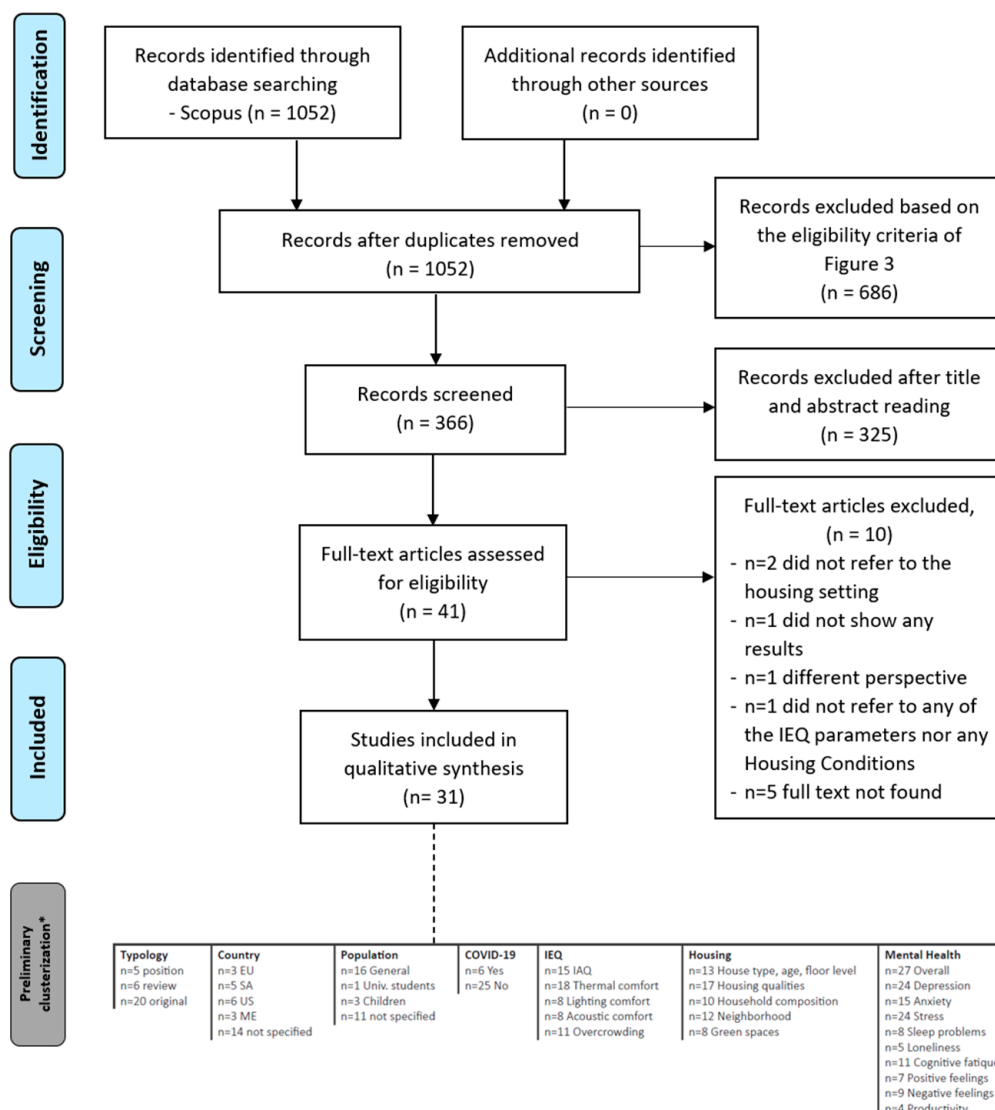 Identification
Records identified through
database searching
- Scopus (n = 1052)
Additional records identified
through other sources
(n = 0)
Screening
Records after duplicates removed
(n = 1052)
Records excluded based on
the eligibility criteria of
Figure 3
(n = 686)
Records screened
(n = 366)
Records excluded after title
and abstract reading
(n = 325)
Eligibility
Full-text articles assessed
for eligibility
(n = 41)
Full-text articles excluded,
(n = 10)
- n=2 did not refer to the
housing setting
- n=1 did not show any
results
- n=1 different perspective
- n=1 did not refer to any of
the IEQ parameters nor any
Housing Conditions
- n=5 full text not found
Included
Studies included in
qualitative synthesis
(n= 31)
Preliminary
clusterization*
Typology
n=5 position
n=6 review
n=20 original
Country
n=3 EU
n=5 SA
n=6 US
n=3 ME
n=14 not specified
Population
n=16 General
n=1 Univ. students
n=3 Children
n=11 not specified
COVID-19
n=6 Yes
n=25 No
IEQ
n=15 IAQ
n=18 Thermal comfort
n=8 Lighting comfort
n=8 Acoustic comfort
n=11 Overcrowding
Housing
n=13 House type, age, floor level
n=17 Housing qualities
n=10 Household composition
n=12 Neighborhood
n=8 Green spaces
Mental Health
n=27 Overall
n=24 Depression
n=15 Anxiety
n=24 Stress
n=8 Sleep problems
n=5 Loneliness
n=11 Cognitive fatique
n=7 Positive feelings
n=9 Negative feelings
n=4 Productivity